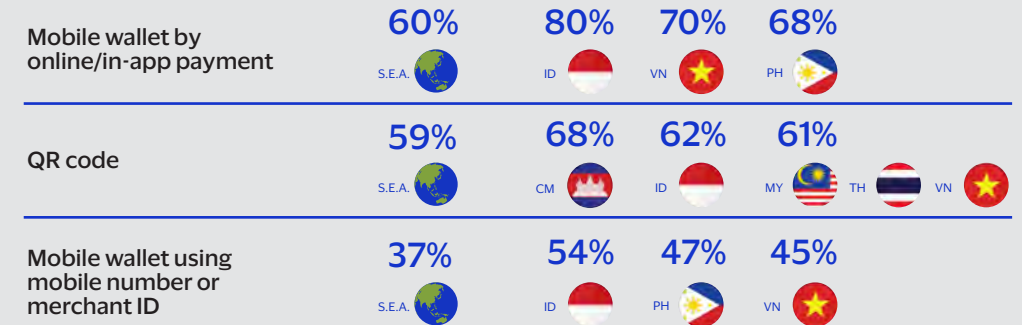 Mobile wallet by
online/in-app payment
60% 80% 70% 68%
S.E.A. ID VN PH
QR code
59% 68% 62% 61%
S.E.A. CM ID MY TH VN
Mobile wallet using
mobile number or
merchant ID
37% 54% 47% 45%
S.E.A. ID PH VN